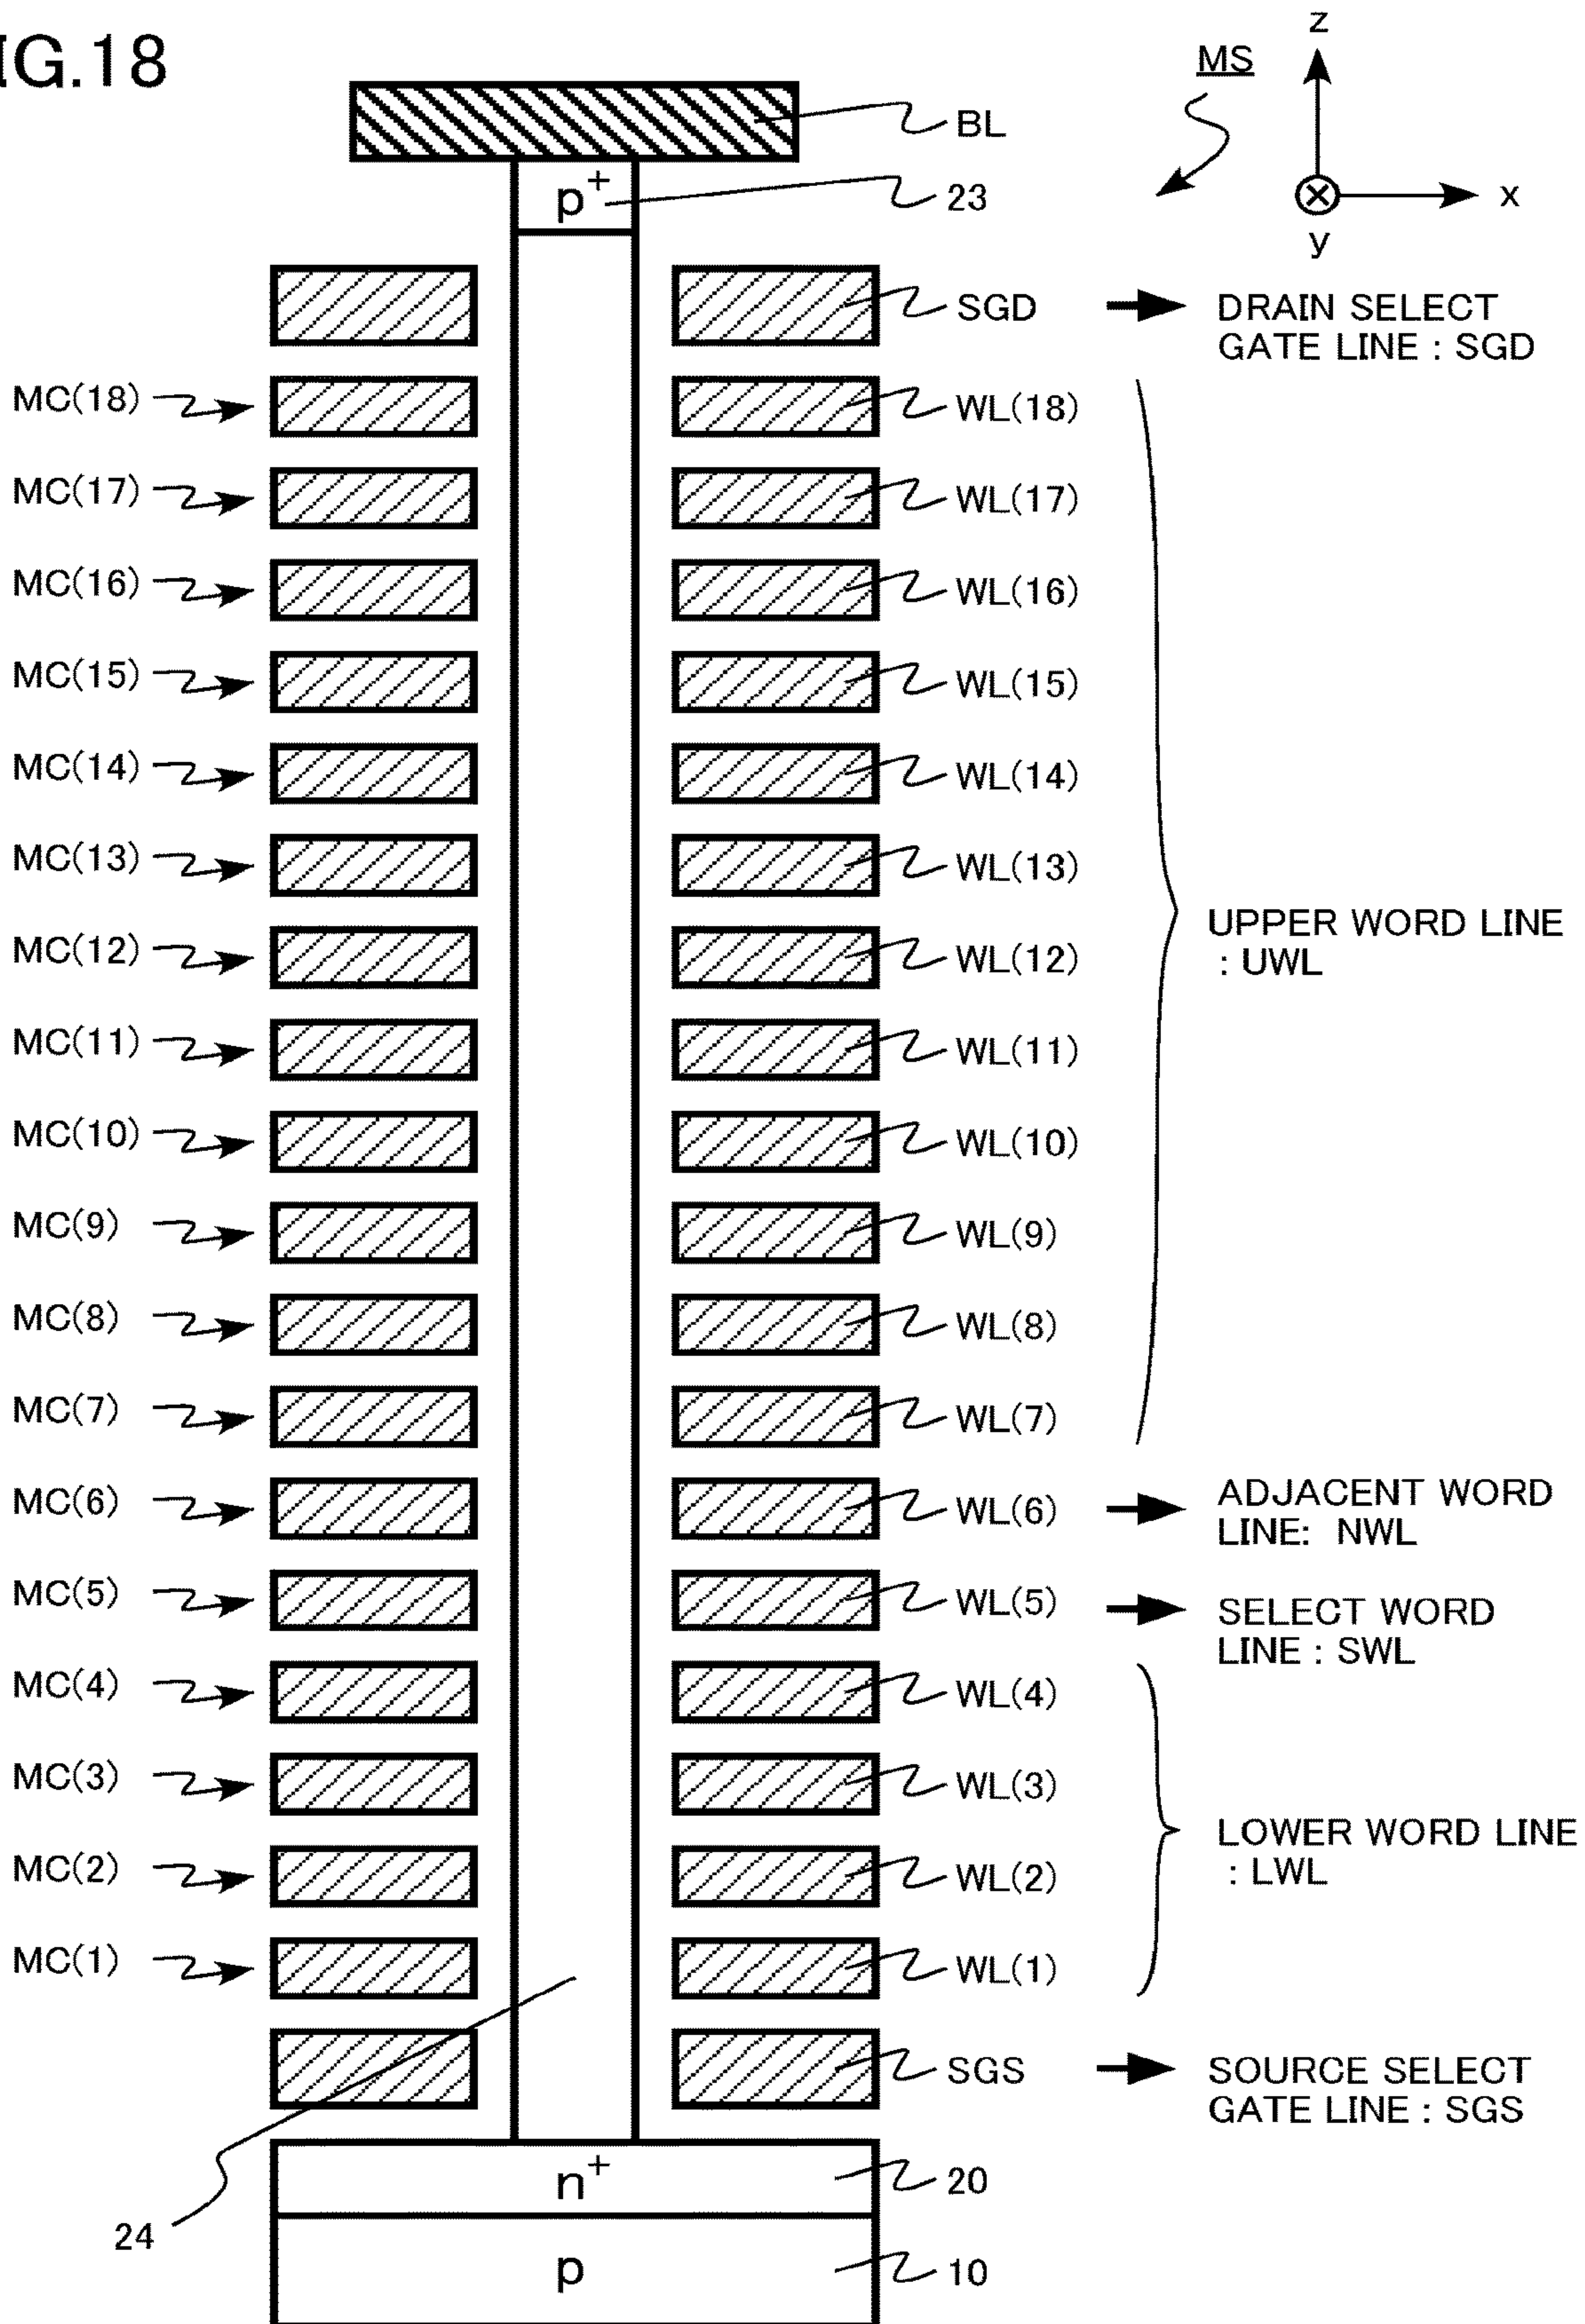 IG.18
z
MS
BL
p+
23
x
y
SGD
DRAIN SELECT
GATE LINE : SGD
MC(18)
WL(18)
MC(17)
WL(17)
MC(16)
WL(16)
MC(15)
WL(15)
MC(14)
WL(14)
MC(13)
WL(13)
UPPER WORD LINE
: UWL
MC(12)
WL(12)
MC(11)
WL(11)
MC(10)
WL(10)
MC(9)
WL(9)
MC(8)
WL(8)
MC(7)
WL(7)
MC(6)
WL(6)
ADJACENT WORD
LINE: NWL
MC(5)
WL(5)
SELECT WORD
LINE : SWL
MC(4)
WL(4)
MC(3)
WL(3)
LOWER WORD LINE
: LWL
MC(2)
WL(2)
MC(1)
WL(1)
SGS
SOURCE SELECT
GATE LINE : SGS
n+
20
24
p
10